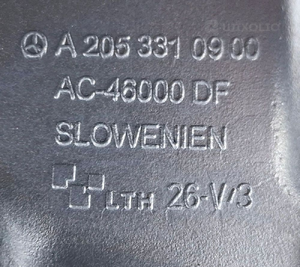 A 205 331 09 00
AC-46000 DF
SLOWENIEN
LTH 26-V/3